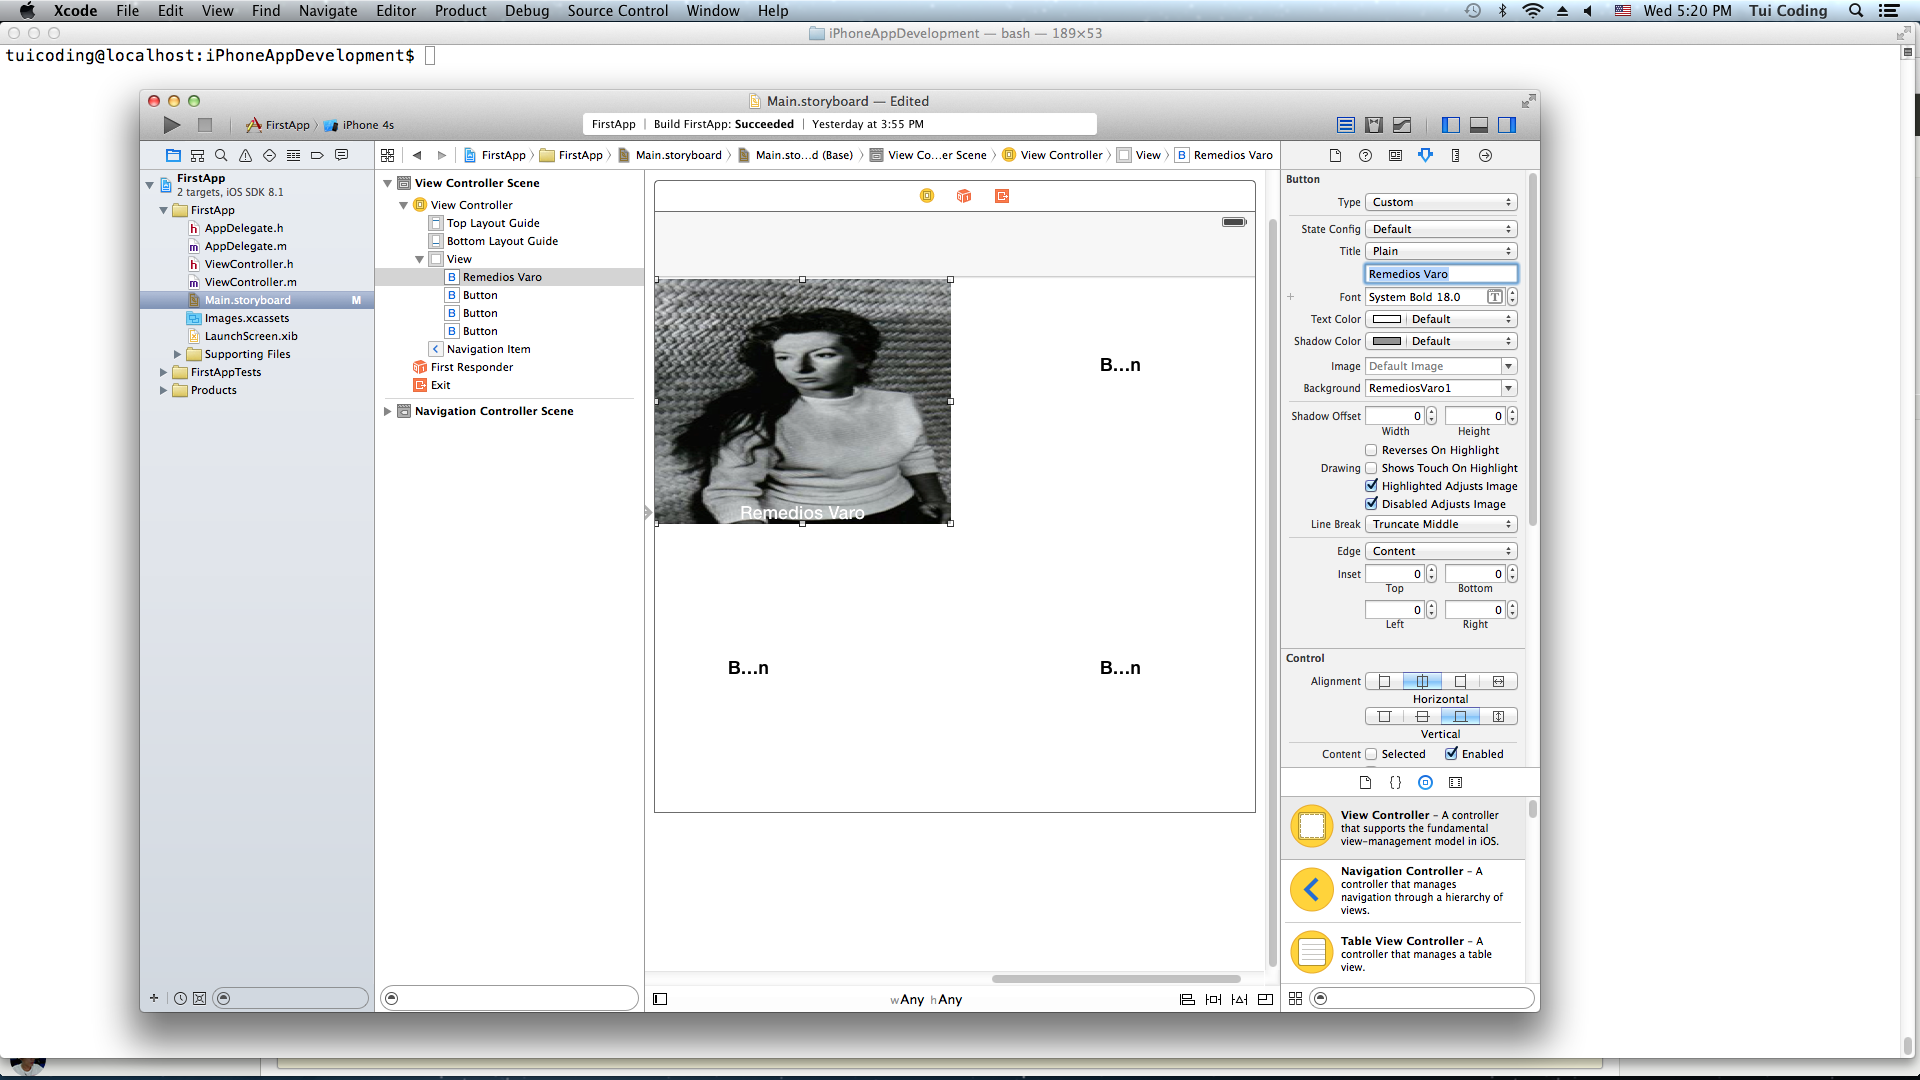 Xcode File Edit View Find Navigate Editor Product Debug Source Control Window Help Wed 5:20 PM Tui Coding
iPhoneAppDevelopment — bash — 189×53
tuicoding@localhost:iPhoneAppDevelopment$
Main.storyboard — Edited
FirstApp iPhone 4s FirstApp Build FirstApp: Succeeded Yesterday at 3:55 PM
FirstApp FirstApp Main.storyboard Main.sto...d (Base) View Co...er Scene View Controller View B Remedios Varo
FirstApp
2 targets, iOS SDK 8.1
FirstApp
h AppDelegate.h
m AppDelegate.m
h ViewController.h
m ViewController.m
Main.storyboard M
Images.xcassets
LaunchScreen.xib
Supporting Files
FirstAppTests
Products
View Controller Scene
View Controller
Top Layout Guide
Bottom Layout Guide
View
B Remedios Varo
B Button
B Button
B Button
Navigation Item
First Responder
Exit
Navigation Controller Scene
Remedios Varo
B...n
B...n
B...n
wAny hAny
Button
Type Custom
State Config Default
Title Plain
Remedios Varo
Font System Bold 18.0 T
Text Color Default
Shadow Color Default
Image Default Image
Background RemediosVaro1
Shadow Offset 0 0
Width Height
Reverses On Highlight
Drawing Shows Touch On Highlight
Highlighted Adjusts Image
Disabled Adjusts Image
Line Break Truncate Middle
Edge Content
Inset 0 0
Top Bottom
0 0
Left Right
Control
Alignment
Horizontal
Vertical
Content Selected Enabled
{}
View Controller – A controller
that supports the fundamental
view-management model in iOS.
Navigation Controller – A
controller that manages
navigation through a hierarchy of
views.
Table View Controller – A
controller that manages a table
view.